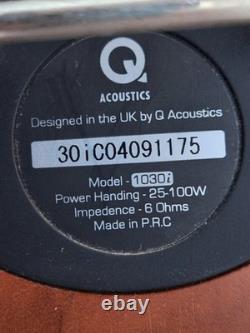 Q
ACOUSTICS
Designed in the UK by Q Acoustics
30iC04091175
Model - 1030i
Power Handing - 25-100W
Impedence - 6 Ohms
Made in P.R.C
ebay